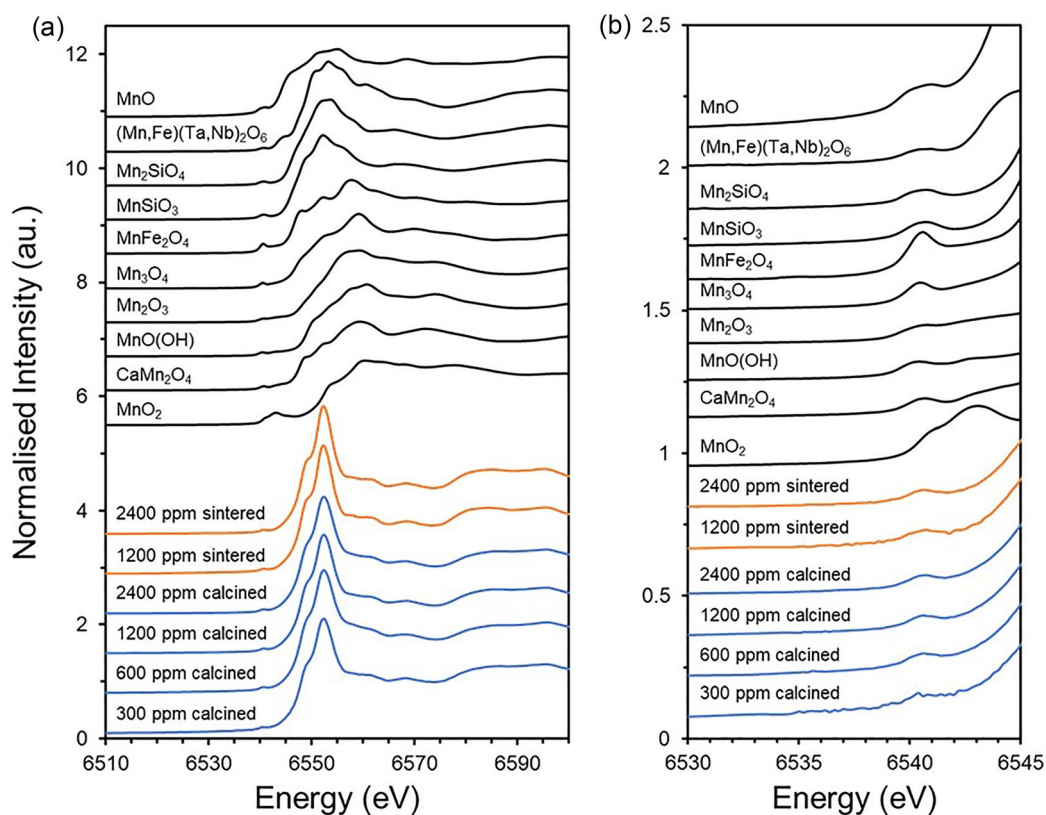 (a)
12
10
8
6
4
2
0
Normalised Intensity (au.)
MnO
(Mn,Fe)(Ta,Nb)₂O₆
Mn₂SiO₄
MnSiO₃
MnFe₂O₄
Mn₃O₄
Mn₂O₃
MnO(OH)
CaMn₂O₄
MnO₂
2400 ppm sintered
1200 ppm sintered
2400 ppm calcined
1200 ppm calcined
600 ppm calcined
300 ppm calcined
6510 6530 6550 6570 6590
Energy (eV)
(b)
2.5
2
1.5
1
0.5
0
MnO
(Mn,Fe)(Ta,Nb)₂O₆
Mn₂SiO₄
MnSiO₃
MnFe₂O₄
Mn₃O₄
Mn₂O₃
MnO(OH)
CaMn₂O₄
MnO₂
2400 ppm sintered
1200 ppm sintered
2400 ppm calcined
1200 ppm calcined
600 ppm calcined
300 ppm calcined
6530 6535 6540 6545
Energy (eV)